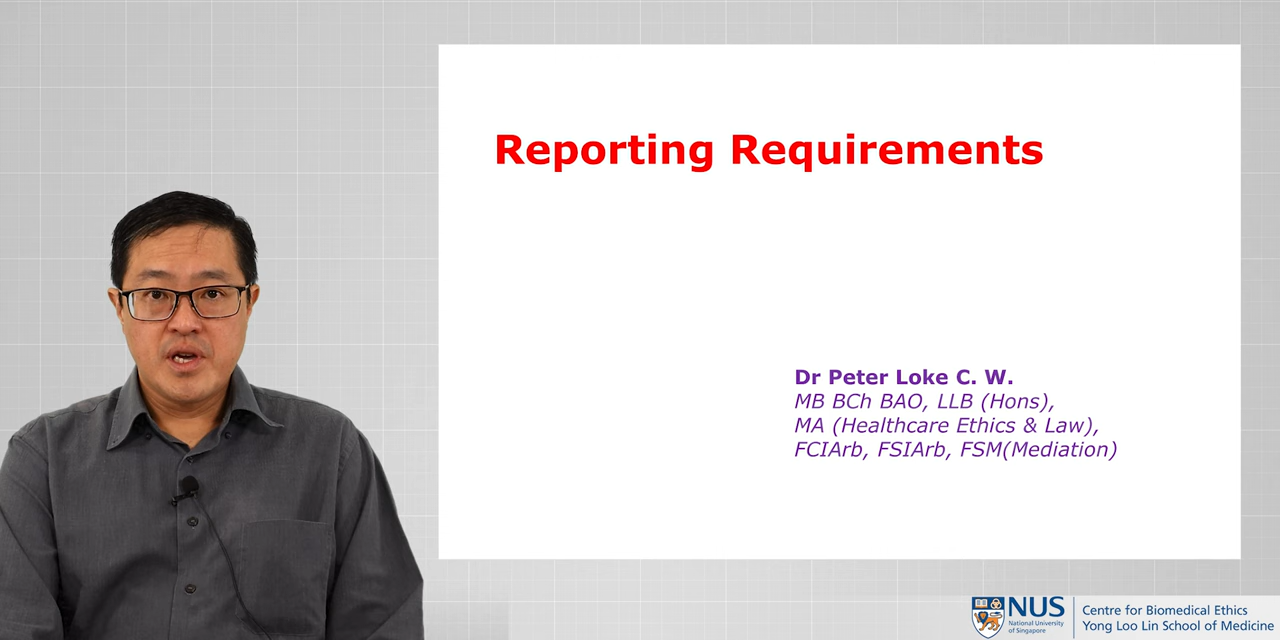 Reporting Requirements
Dr Peter Loke C. W.
MB BCh BAO, LLB (Hons),
MA (Healthcare Ethics & Law),
FCIArb, FSIArb, FSM(Mediation)
NUS
National University
of Singapore
Centre for Biomedical Ethics
Yong Loo Lin School of Medicine